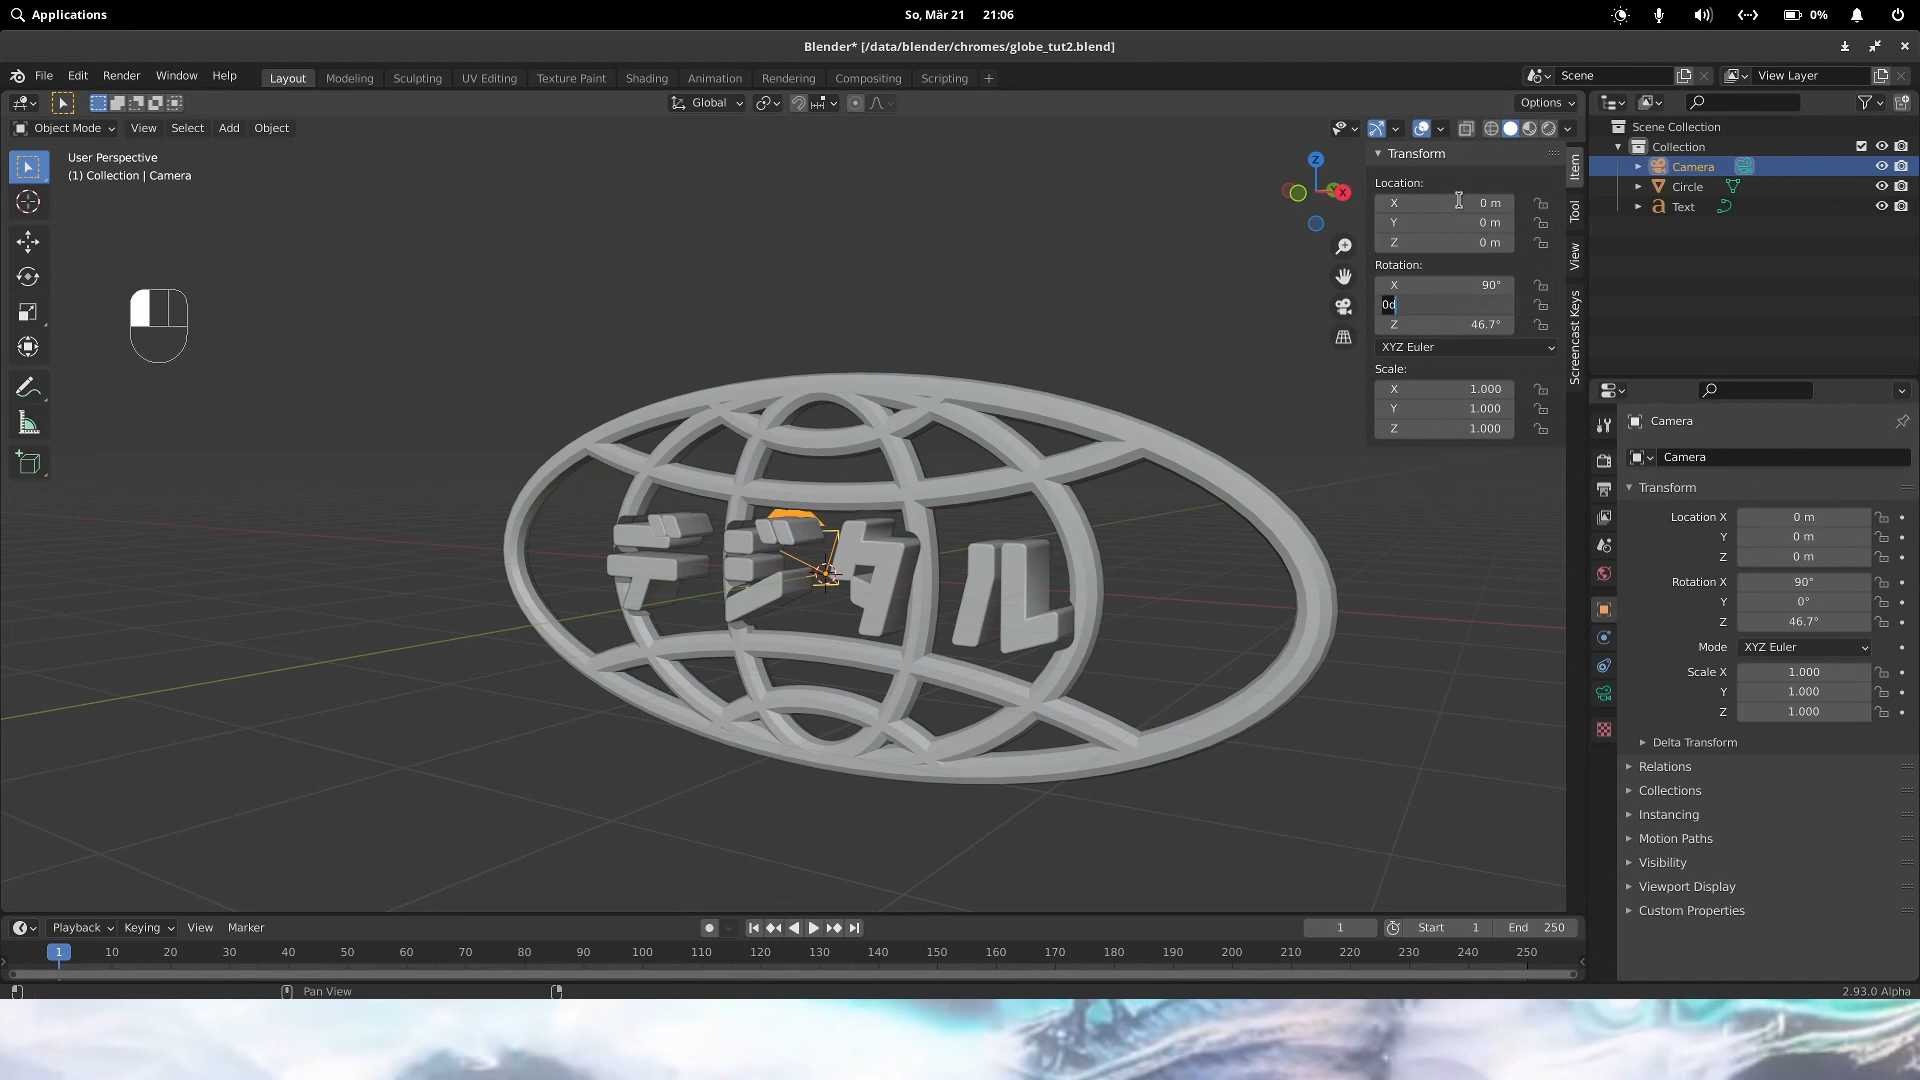 Applications
So, Mär 21 21:06
0%
Blender* [/data/blender/chromes/globe_tut2.blend]
File Edit Render Window Help
Layout Modeling Sculpting UV Editing Texture Paint Shading Animation Rendering Compositing Scripting +
Scene
View Layer
Global
Options
Object Mode View Select Add Object
User Perspective
(1) Collection | Camera
Z
Y
X
デジタル
Transform
Location:
X 0 m
Y 0 m
Z 0 m
Rotation:
X 90°
0d
Z 46.7°
XYZ Euler
Scale:
X 1.000
Y 1.000
Z 1.000
Item
Tool
View
Screencast Keys
Scene Collection
Collection
Camera
Circle
Text
Camera
Camera
Transform
Location X 0 m
Y 0 m
Z 0 m
Rotation X 90°
Y 0°
Z 46.7°
Mode XYZ Euler
Scale X 1.000
Y 1.000
Z 1.000
Delta Transform
Relations
Collections
Instancing
Motion Paths
Visibility
Viewport Display
Custom Properties
Playback Keying View Marker
1
Start 1
End 250
1 10 20 30 40 50 60 70 80 90 100 110 120 130 140 150 160 170 180 190 200 210 220 230 240 250
Pan View
2.93.0 Alpha